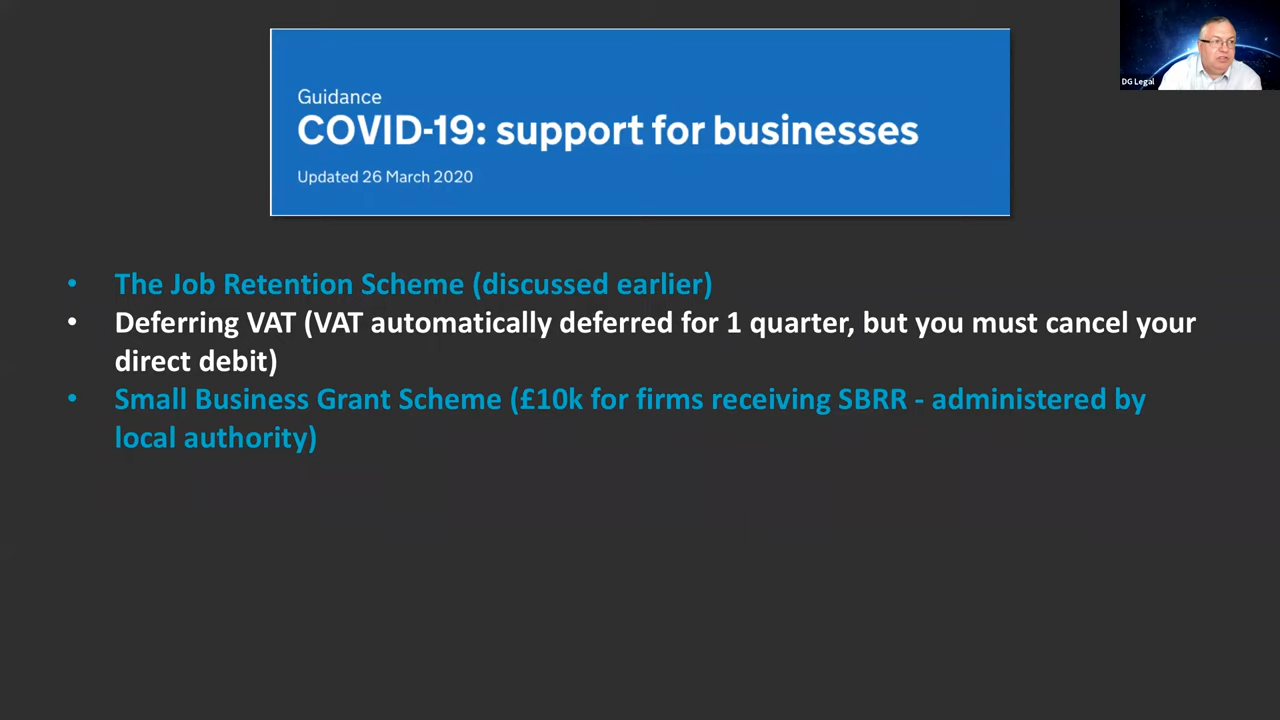 DG Legal
Guidance
COVID-19: support for businesses
Updated 26 March 2020
• The Job Retention Scheme (discussed earlier)
• Deferring VAT (VAT automatically deferred for 1 quarter, but you must cancel your
direct debit)
• Small Business Grant Scheme (£10k for firms receiving SBRR - administered by
local authority)